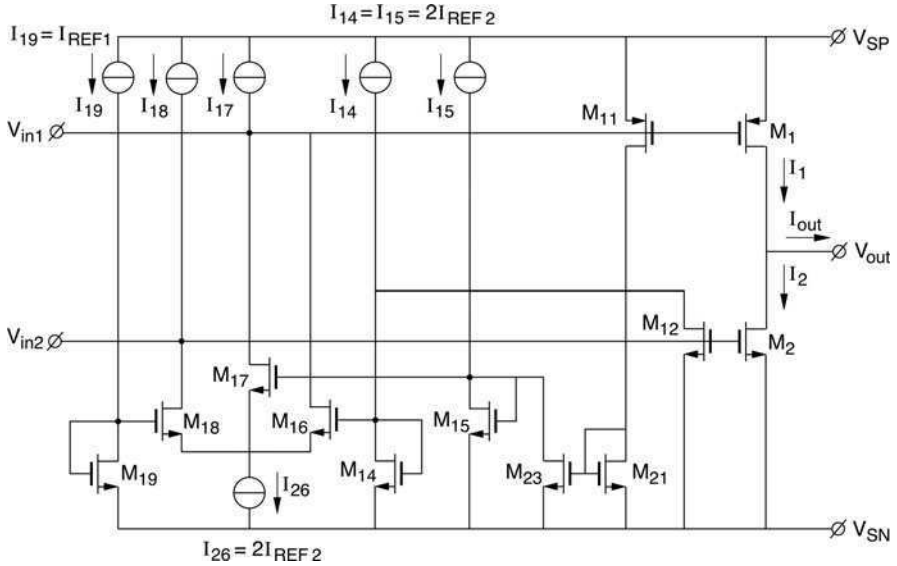 I14 = I15 = 2IREF 2
I19 = IREF1
VSP
I19
I18
I17
I14
I15
Vin1
M11
M1
I1
Iout
Vout
I2
M12
M2
Vin2
M17
M18
M16
M15
M19
M14
M23
M21
I26
VSN
I26 = 2IREF 2